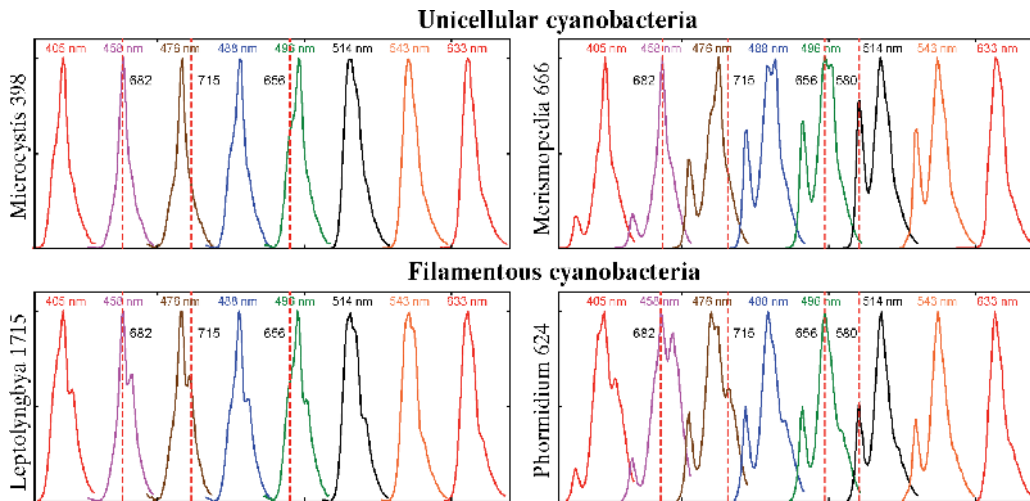 Unicellular cyanobacteria
405 nm 458 nm 476 nm 488 nm 496 nm 514 nm 543 nm 633 nm
682 715 656
Microcystis 398
405 nm 458 nm 476 nm 488 nm 496 nm 514 nm 543 nm 633 nm
682 715 656 580
Merismopedia 666
Filamentous cyanobacteria
405 nm 458 nm 476 nm 488 nm 496 nm 514 nm 543 nm 633 nm
682 715 656
Leptolyngbya 1715
405 nm 458 nm 476 nm 488 nm 496 nm 514 nm 543 nm 633 nm
682 715 656 580
Phormidium 624